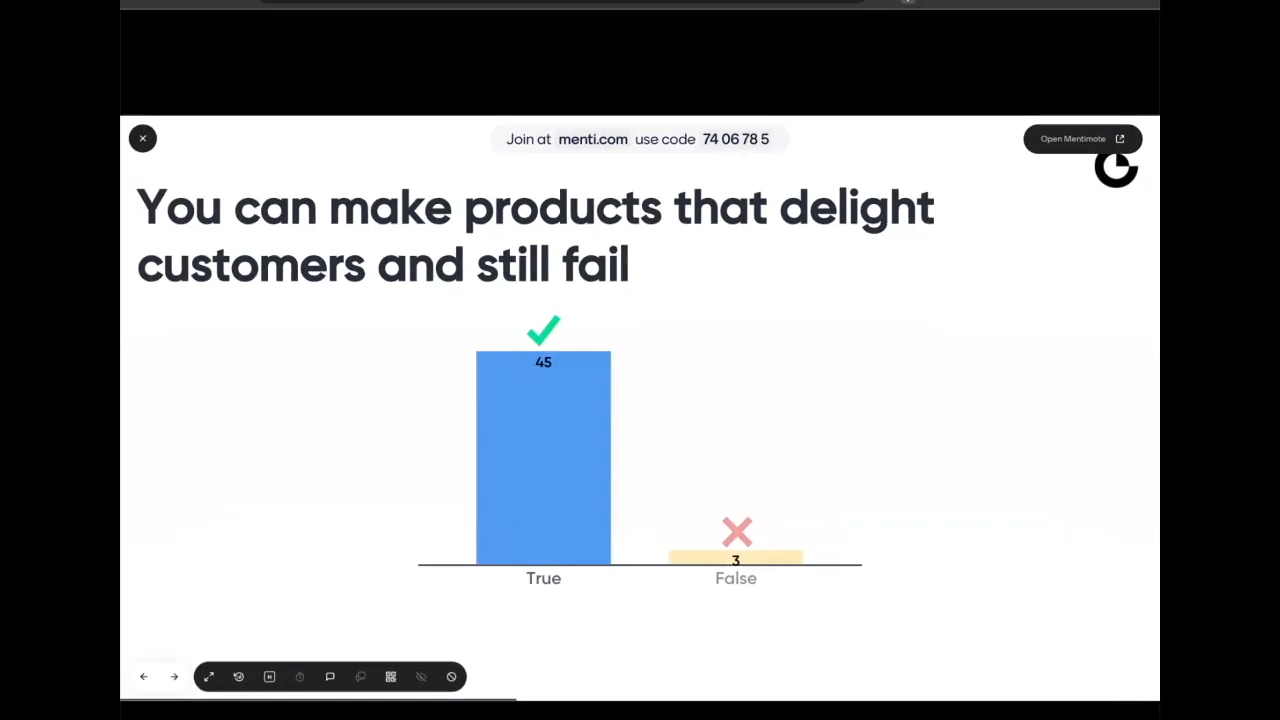 Join at menti.com use code 74 06 78 5
Open Mentimote
You can make products that delight
customers and still fail
45
3
True
False